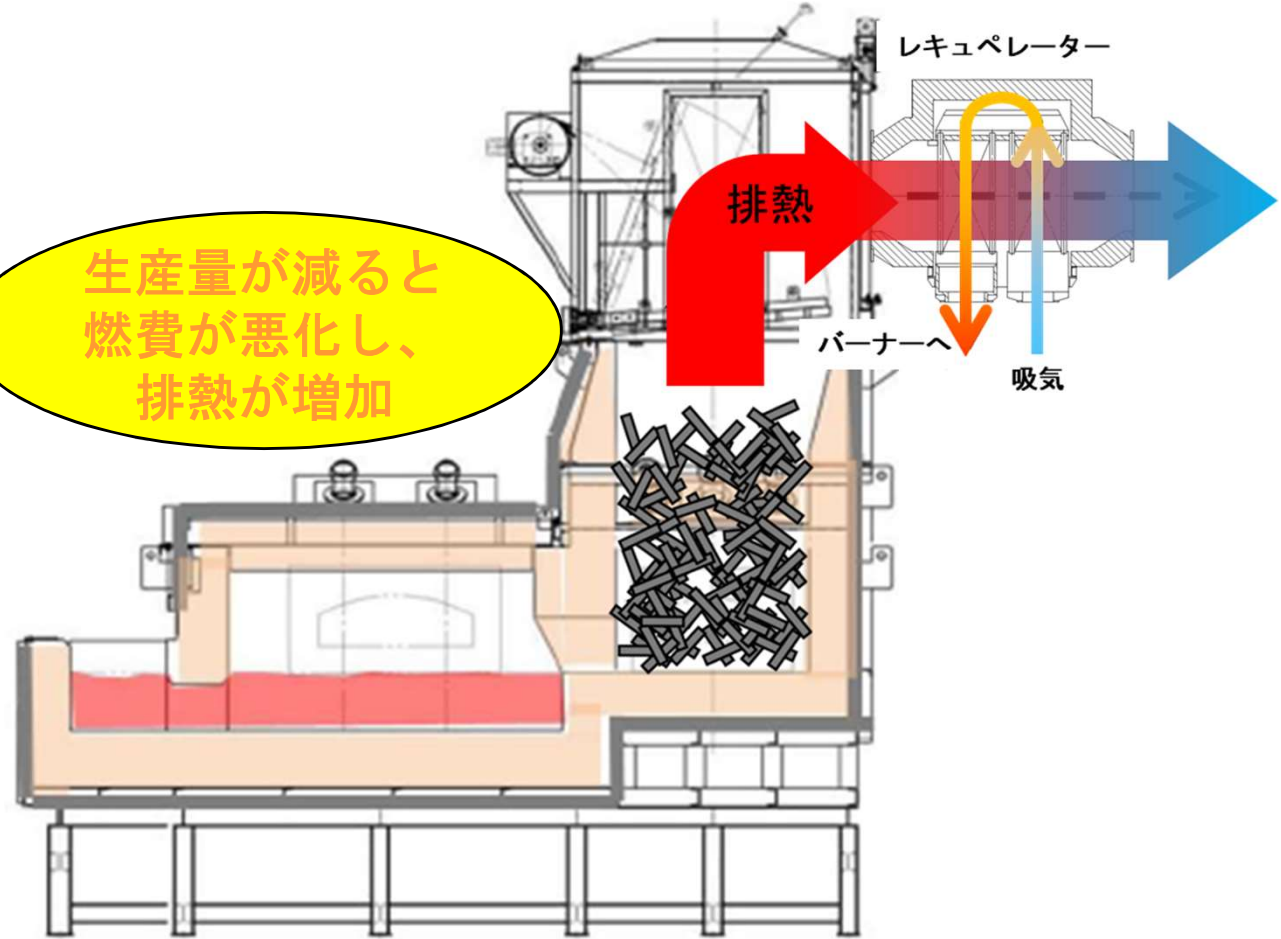 レキュペレーター
排熱
生産量が減ると
燃費が悪化し、
排熱が増加
バーナーへ
吸気